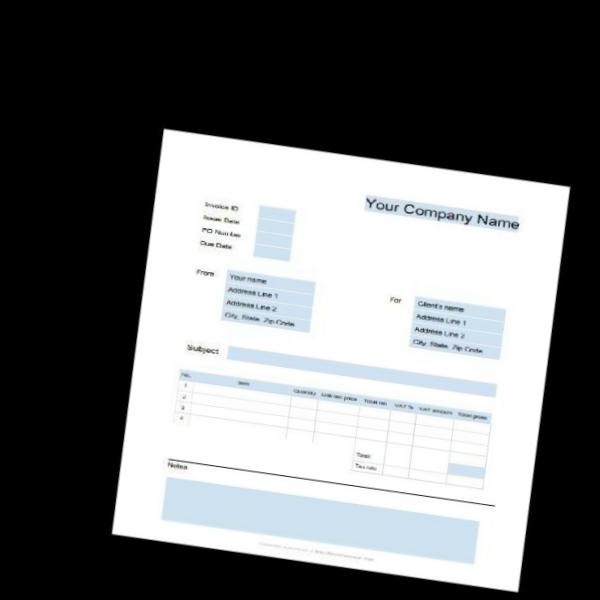 Your Company Name
Invoice ID
Issue Date
PO Number
Due Date
From
Your name
Address Line 1
Address Line 2
City, State, Zip Code
For
Client's name
Address Line 1
Address Line 2
City, State, Zip Code
Subject
No. Item Quantity Unit net price Total net VAT % VAT amount Total gross
1
2
3
4
Total:
Tax rate
Notes